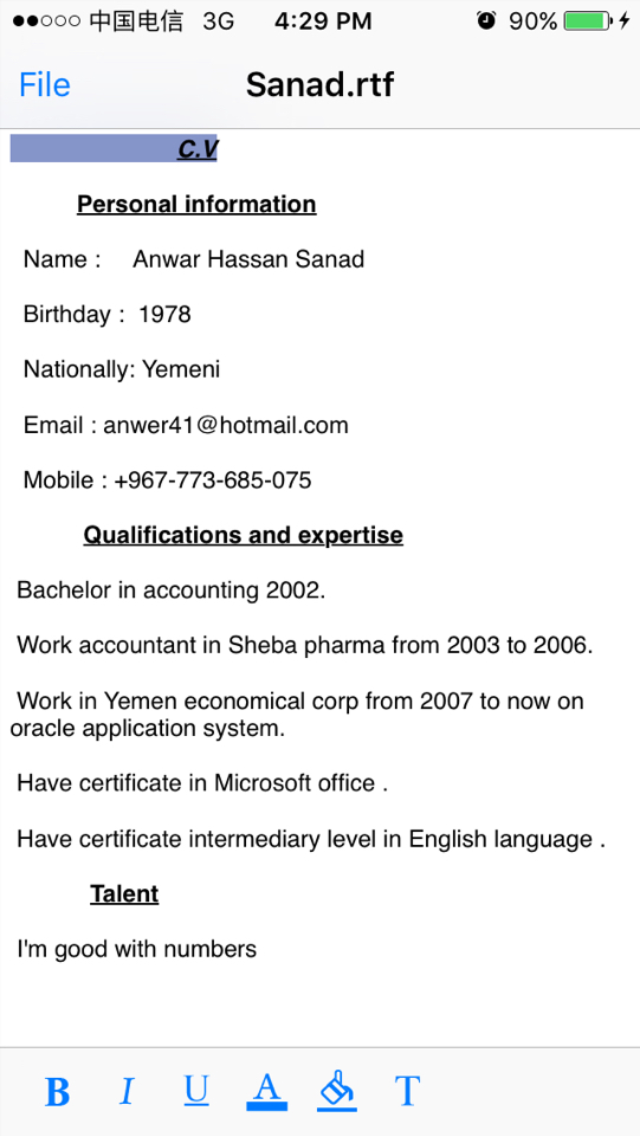 中国电信 3G 4:29 PM 90%
File Sanad.rtf
C.V
Personal information
Name : Anwar Hassan Sanad
Birthday : 1978
Nationally: Yemeni
Email : anwer41@hotmail.com
Mobile : +967-773-685-075
Qualifications and expertise
Bachelor in accounting 2002.
Work accountant in Sheba pharma from 2003 to 2006.
Work in Yemen economical corp from 2007 to now on
oracle application system.
Have certificate in Microsoft office .
Have certificate intermediary level in English language .
Talent
I'm good with numbers
B I U A T